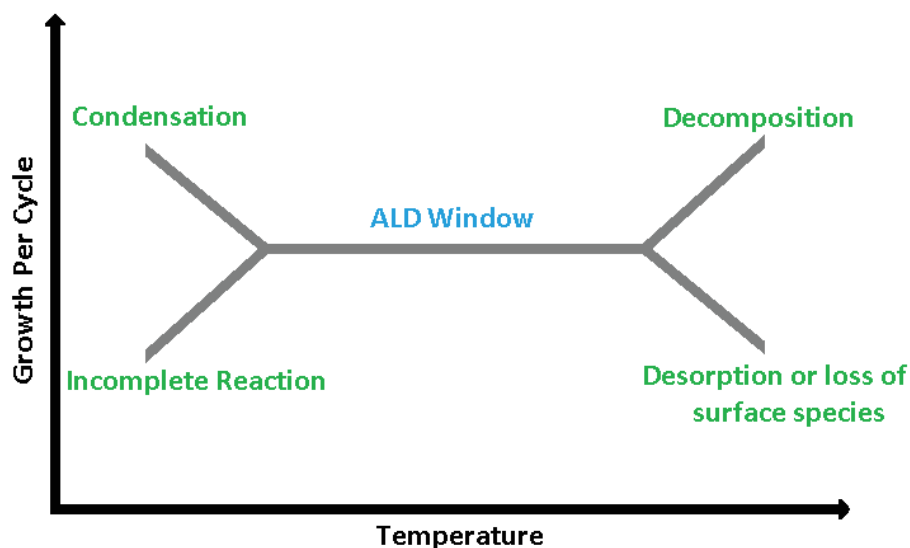 Condensation
Decomposition
ALD Window
Growth Per Cycle
Incomplete Reaction
Desorption or loss of
surface species
Temperature